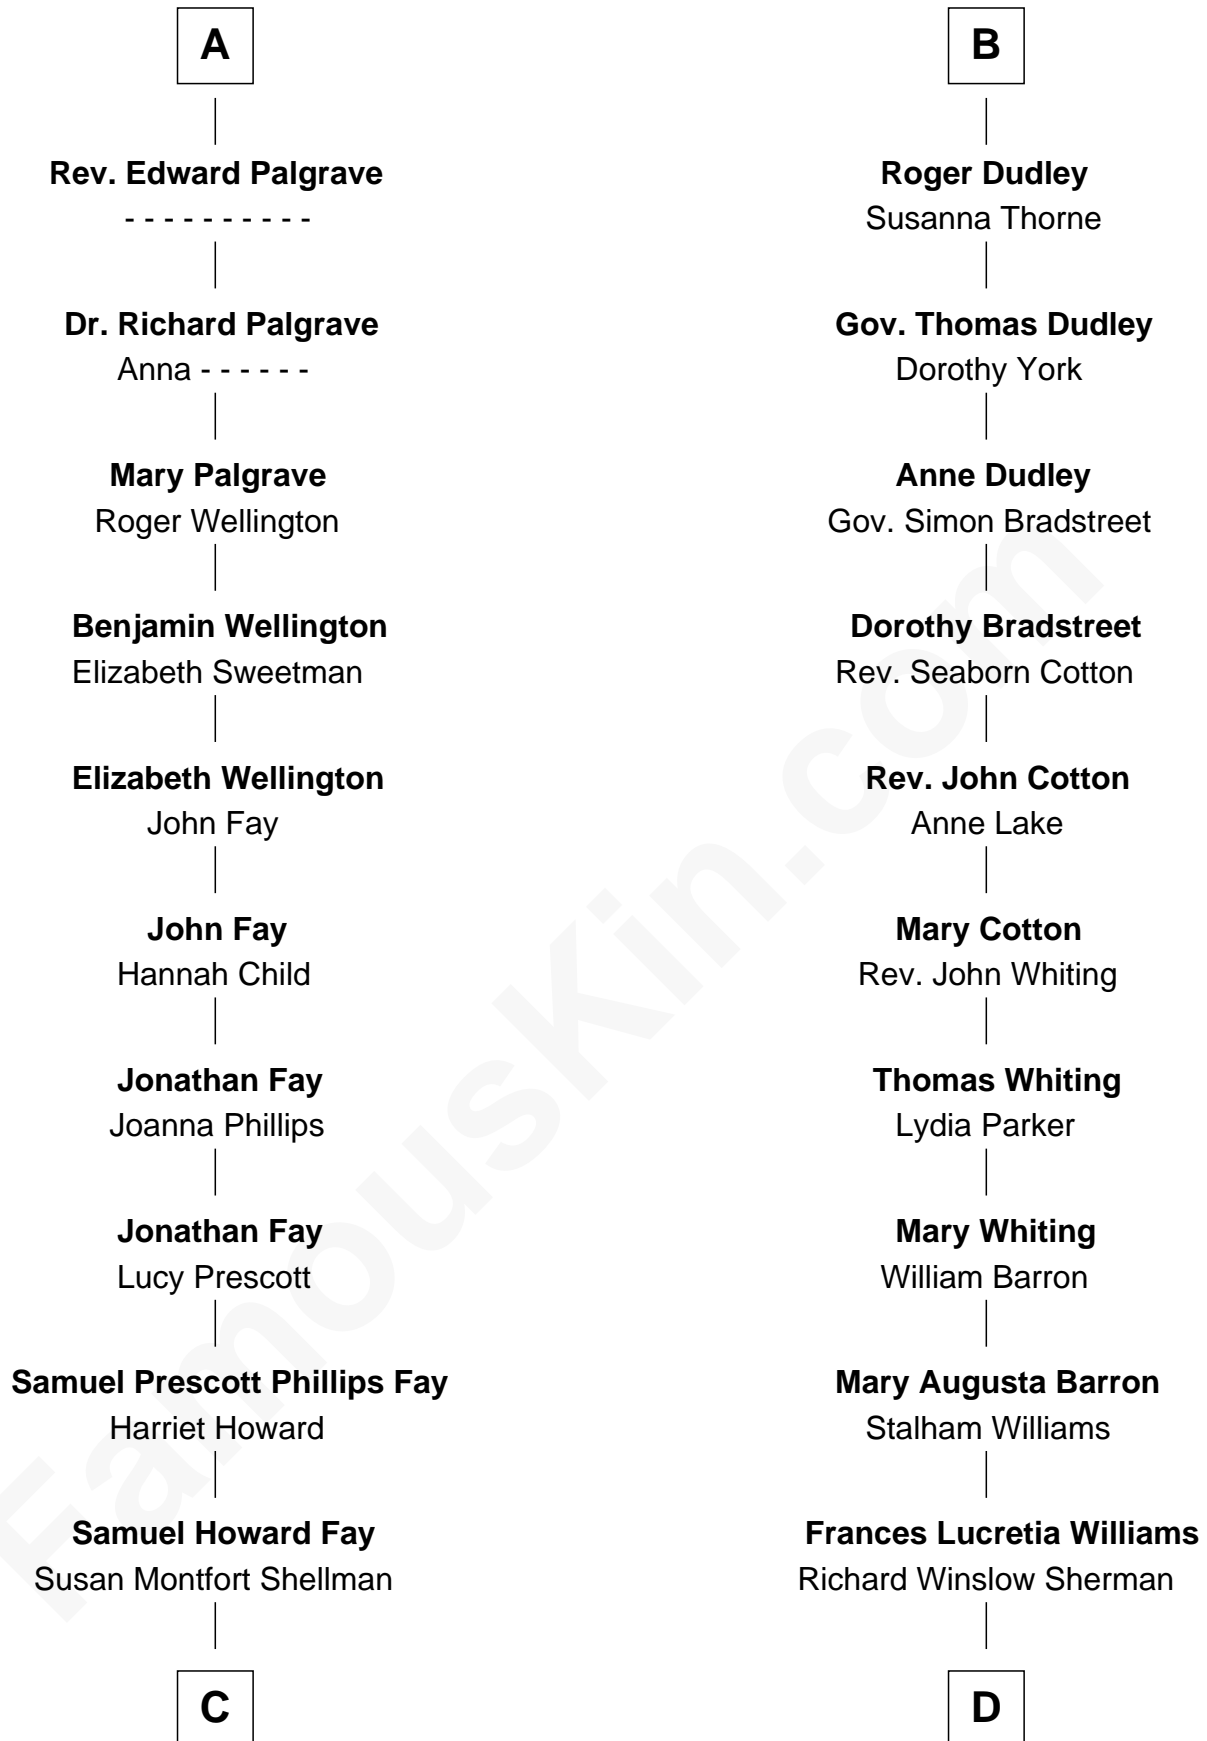 A
Rev. Edward Palgrave
- - - - - - - - - -
Dr. Richard Palgrave
Anna - - - - - -
Mary Palgrave
Roger Wellington
Benjamin Wellington
Elizabeth Sweetman
Elizabeth Wellington
John Fay
John Fay
Hannah Child
Jonathan Fay
Joanna Phillips
Jonathan Fay
Lucy Prescott
Samuel Prescott Phillips Fay
Harriet Howard
Samuel Howard Fay
Susan Montfort Shellman
C
B
Roger Dudley
Susanna Thorne
Gov. Thomas Dudley
Dorothy York
Anne Dudley
Gov. Simon Bradstreet
Dorothy Bradstreet
Rev. Seaborn Cotton
Rev. John Cotton
Anne Lake
Mary Cotton
Rev. John Whiting
Thomas Whiting
Lydia Parker
Mary Whiting
William Barron
Mary Augusta Barron
Stalham Williams
Frances Lucretia Williams
Richard Winslow Sherman
D
FamousKin.com